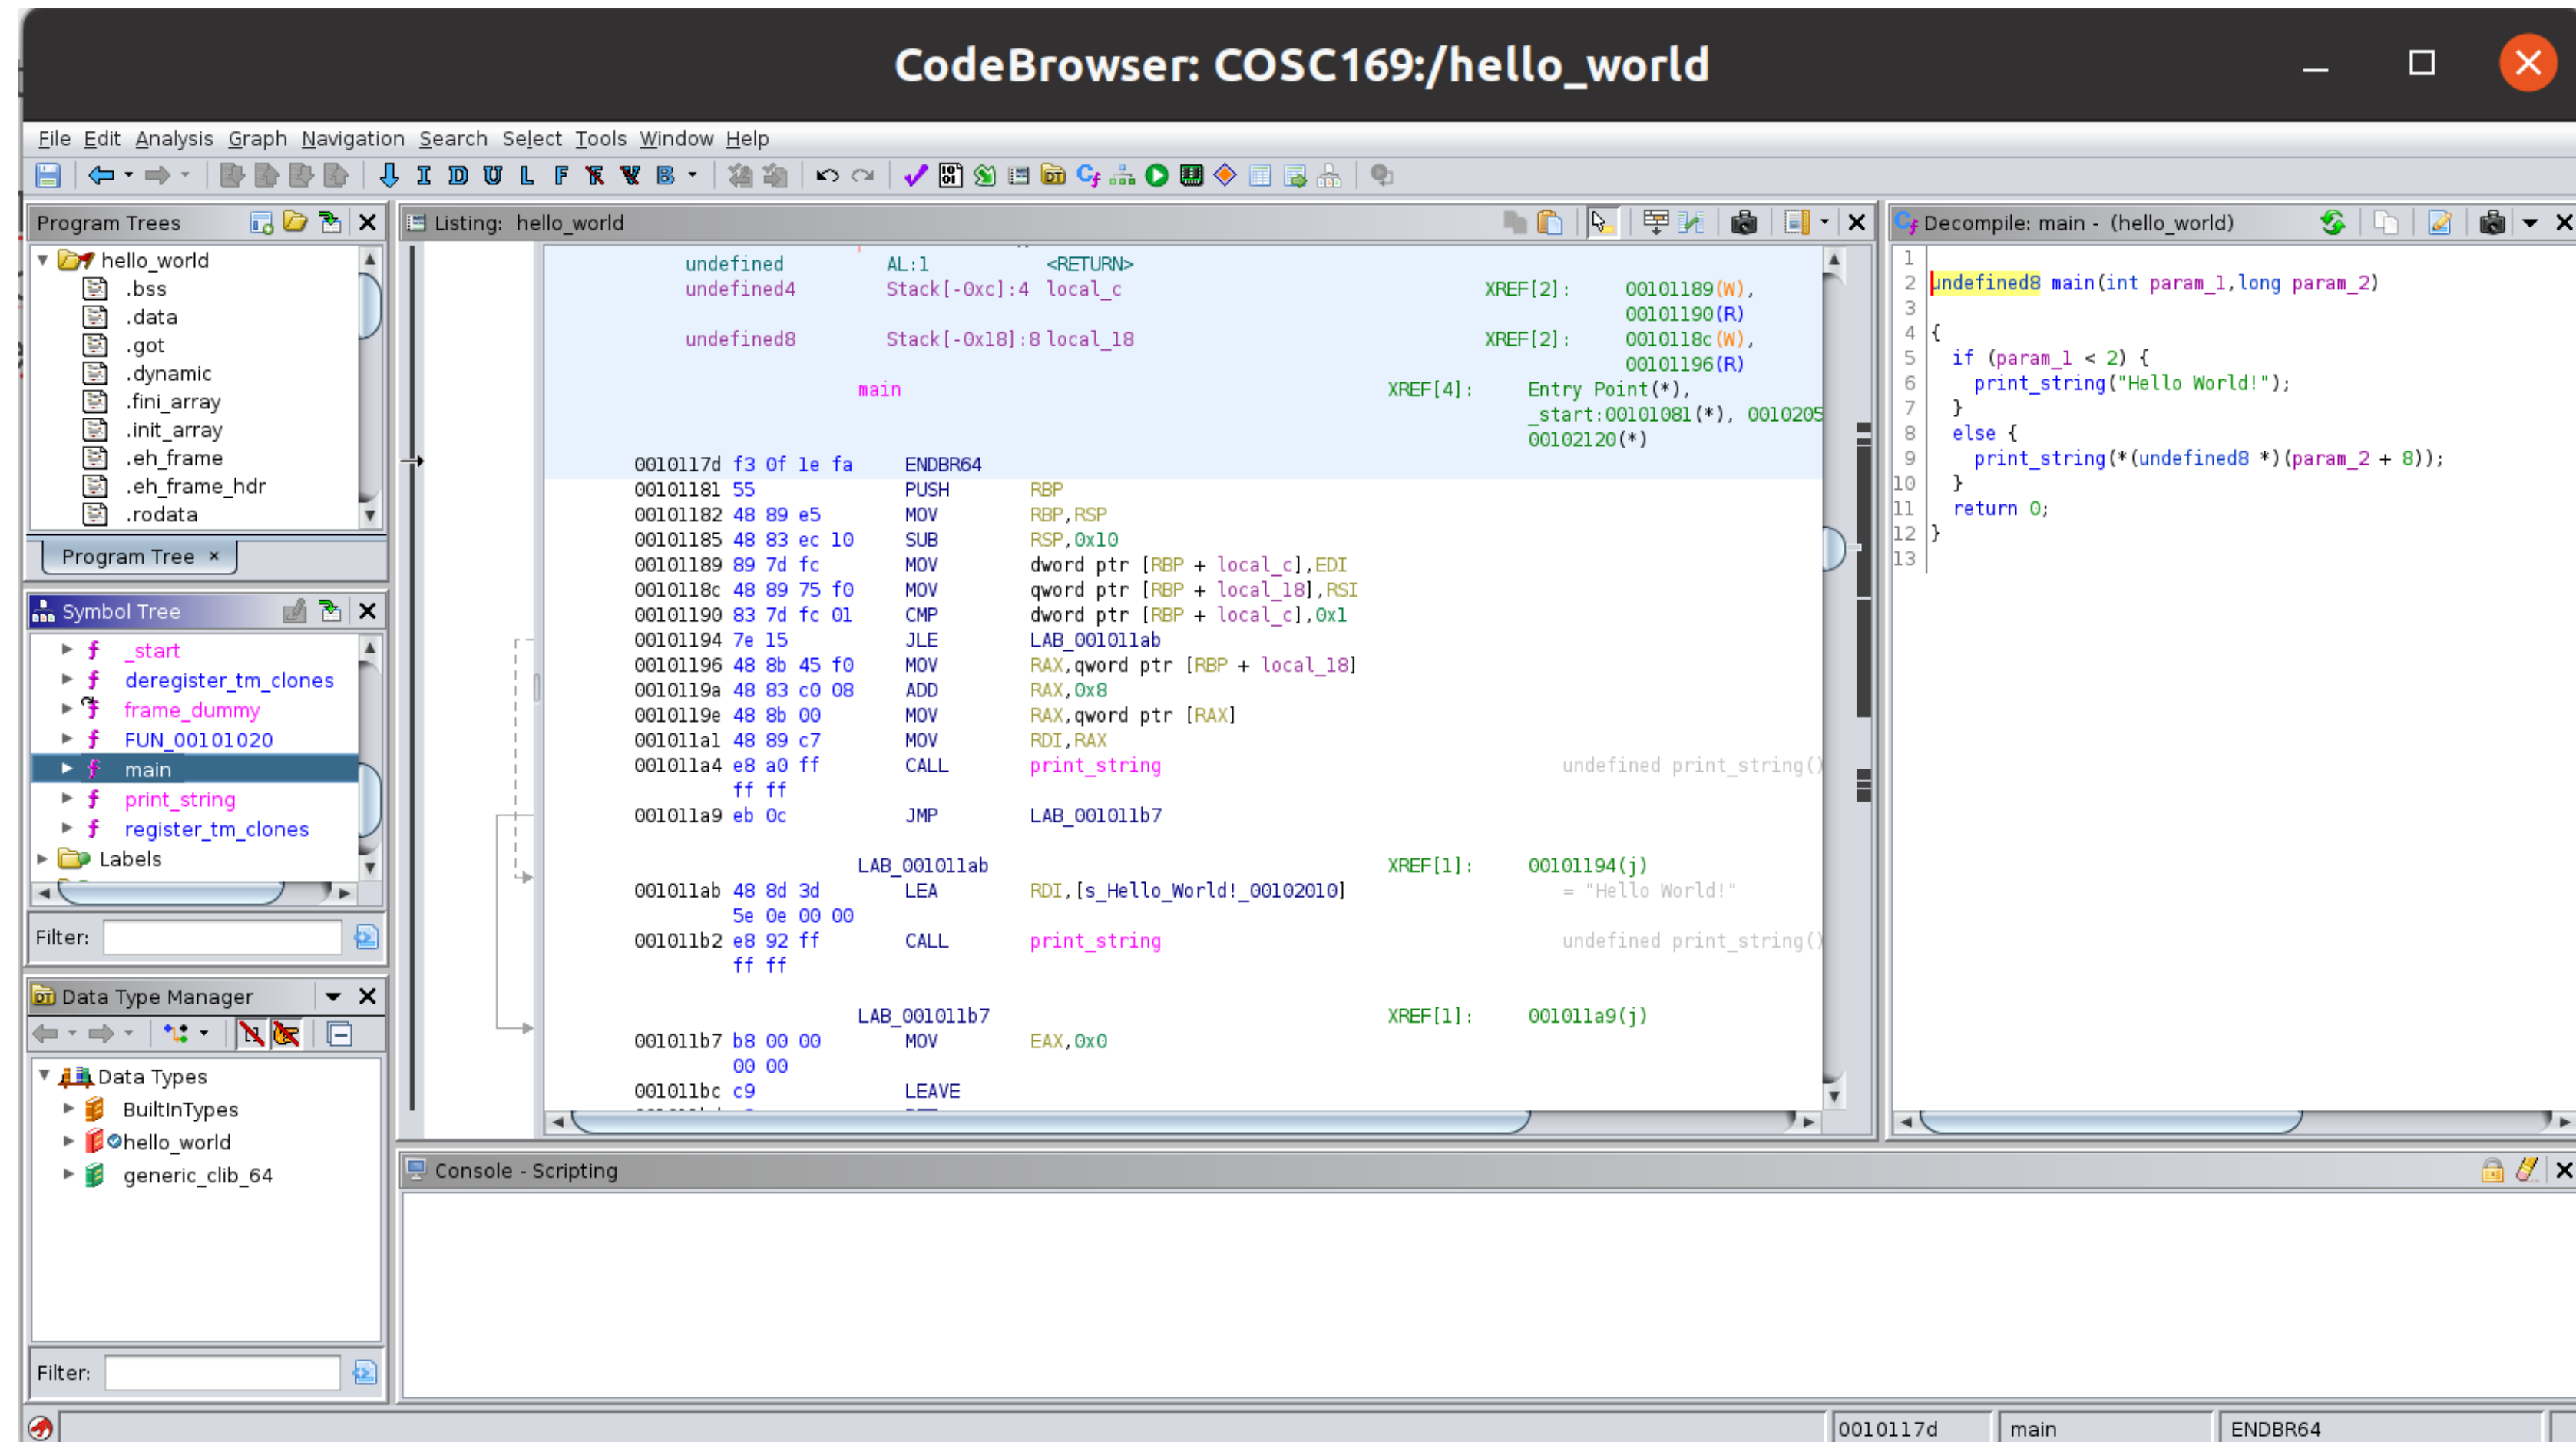 CodeBrowser: COSC169:/hello_world
File Edit Analysis Graph Navigation Search Select Tools Window Help
I D U L F B
Program Trees
hello_world
.bss
.data
.got
.dynamic
.fini_array
.init_array
.eh_frame
.eh_frame_hdr
.rodata
Program Tree ×
Symbol Tree
f _start
f deregister_tm_clones
f frame_dummy
f FUN_00101020
f main
f print_string
f register_tm_clones
Labels
Filter:
Data Type Manager
Data Types
BuiltInTypes
hello_world
generic_clib_64
Filter:
Listing: hello_world
undefined AL:1 <RETURN>
undefined4 Stack[-0xc]:4 local_c XREF[2]: 00101189(W),
00101190(R)
undefined8 Stack[-0x18]:8 local_18 XREF[2]: 0010118c(W),
00101196(R)
main XREF[4]: Entry Point(*),
_start:00101081(*), 0010205
00102120(*)
0010117d f3 0f 1e fa ENDBR64
00101181 55 PUSH RBP
00101182 48 89 e5 MOV RBP,RSP
00101185 48 83 ec 10 SUB RSP,0x10
00101189 89 7d fc MOV dword ptr [RBP + local_c],EDI
0010118c 48 89 75 f0 MOV qword ptr [RBP + local_18],RSI
00101190 83 7d fc 01 CMP dword ptr [RBP + local_c],0x1
00101194 7e 15 JLE LAB_001011ab
00101196 48 8b 45 f0 MOV RAX,qword ptr [RBP + local_18]
0010119a 48 83 c0 08 ADD RAX,0x8
0010119e 48 8b 00 MOV RAX,qword ptr [RAX]
001011a1 48 89 c7 MOV RDI,RAX
001011a4 e8 a0 ff CALL print_string undefined print_string()
ff ff
001011a9 eb 0c JMP LAB_001011b7
LAB_001011ab XREF[1]: 00101194(j)
001011ab 48 8d 3d LEA RDI,[s_Hello_World!_00102010] = "Hello World!"
5e 0e 00 00
001011b2 e8 92 ff CALL print_string undefined print_string()
ff ff
LAB_001011b7 XREF[1]: 001011a9(j)
001011b7 b8 00 00 MOV EAX,0x0
00 00
001011bc c9 LEAVE
Decompile: main - (hello_world)
1
2 undefined8 main(int param_1,long param_2)
3
4 {
5 if (param_1 < 2) {
6 print_string("Hello World!");
7 }
8 else {
9 print_string(*(undefined8 *)(param_2 + 8));
10 }
11 return 0;
12 }
13
Console - Scripting
0010117d main ENDBR64